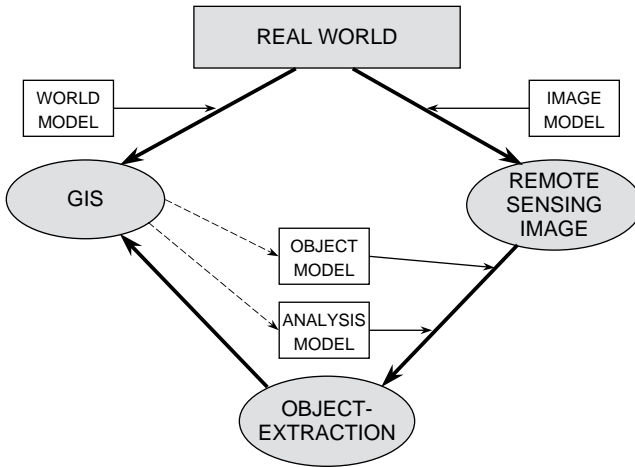 REAL WORLD
WORLD
MODEL
IMAGE
MODEL
GIS
REMOTE
SENSING
IMAGE
OBJECT
MODEL
ANALYSIS
MODEL
OBJECT-
EXTRACTION